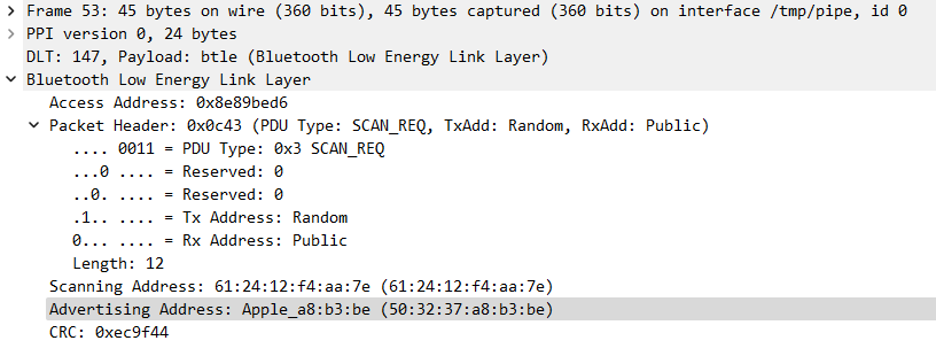 Frame 53: 45 bytes on wire (360 bits), 45 bytes captured (360 bits) on interface /tmp/pipe, id 0
PPI version 0, 24 bytes
DLT: 147, Payload: btle (Bluetooth Low Energy Link Layer)
Bluetooth Low Energy Link Layer
Access Address: 0x8e89bed6
Packet Header: 0x0c43 (PDU Type: SCAN_REQ, TxAdd: Random, RxAdd: Public)
.... 0011 = PDU Type: 0x3 SCAN_REQ
...0 .... = Reserved: 0
..0. .... = Reserved: 0
.1.. .... = Tx Address: Random
0... .... = Rx Address: Public
Length: 12
Scanning Address: 61:24:12:f4:aa:7e (61:24:12:f4:aa:7e)
Advertising Address: Apple_a8:b3:be (50:32:37:a8:b3:be)
CRC: 0xec9f44